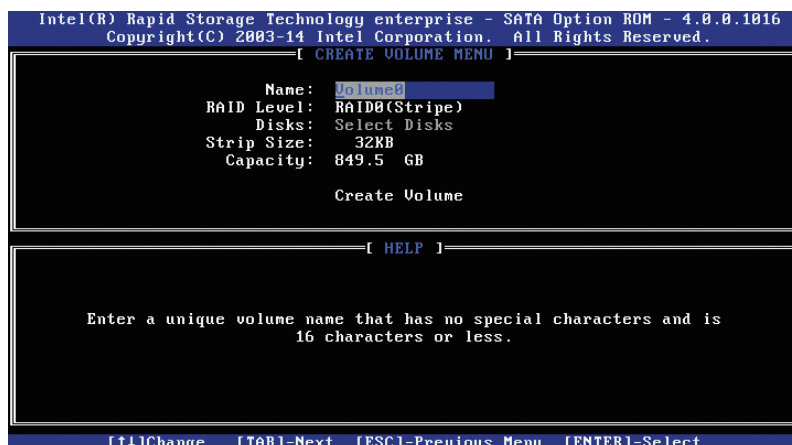 Intel(R) Rapid Storage Technology enterprise - SATA Option ROM - 4.0.0.1016
Copyright(C) 2003-14 Intel Corporation. All Rights Reserved.
[ CREATE VOLUME MENU ]
Name: Volume0
RAID Level: RAID0(Stripe)
Disks: Select Disks
Strip Size: 32KB
Capacity: 849.5 GB
Create Volume
[ HELP ]
Enter a unique volume name that has no special characters and is
16 characters or less.
[↑↓]Change [TAB]-Next [ESC]-Previous Menu [ENTER]-Select